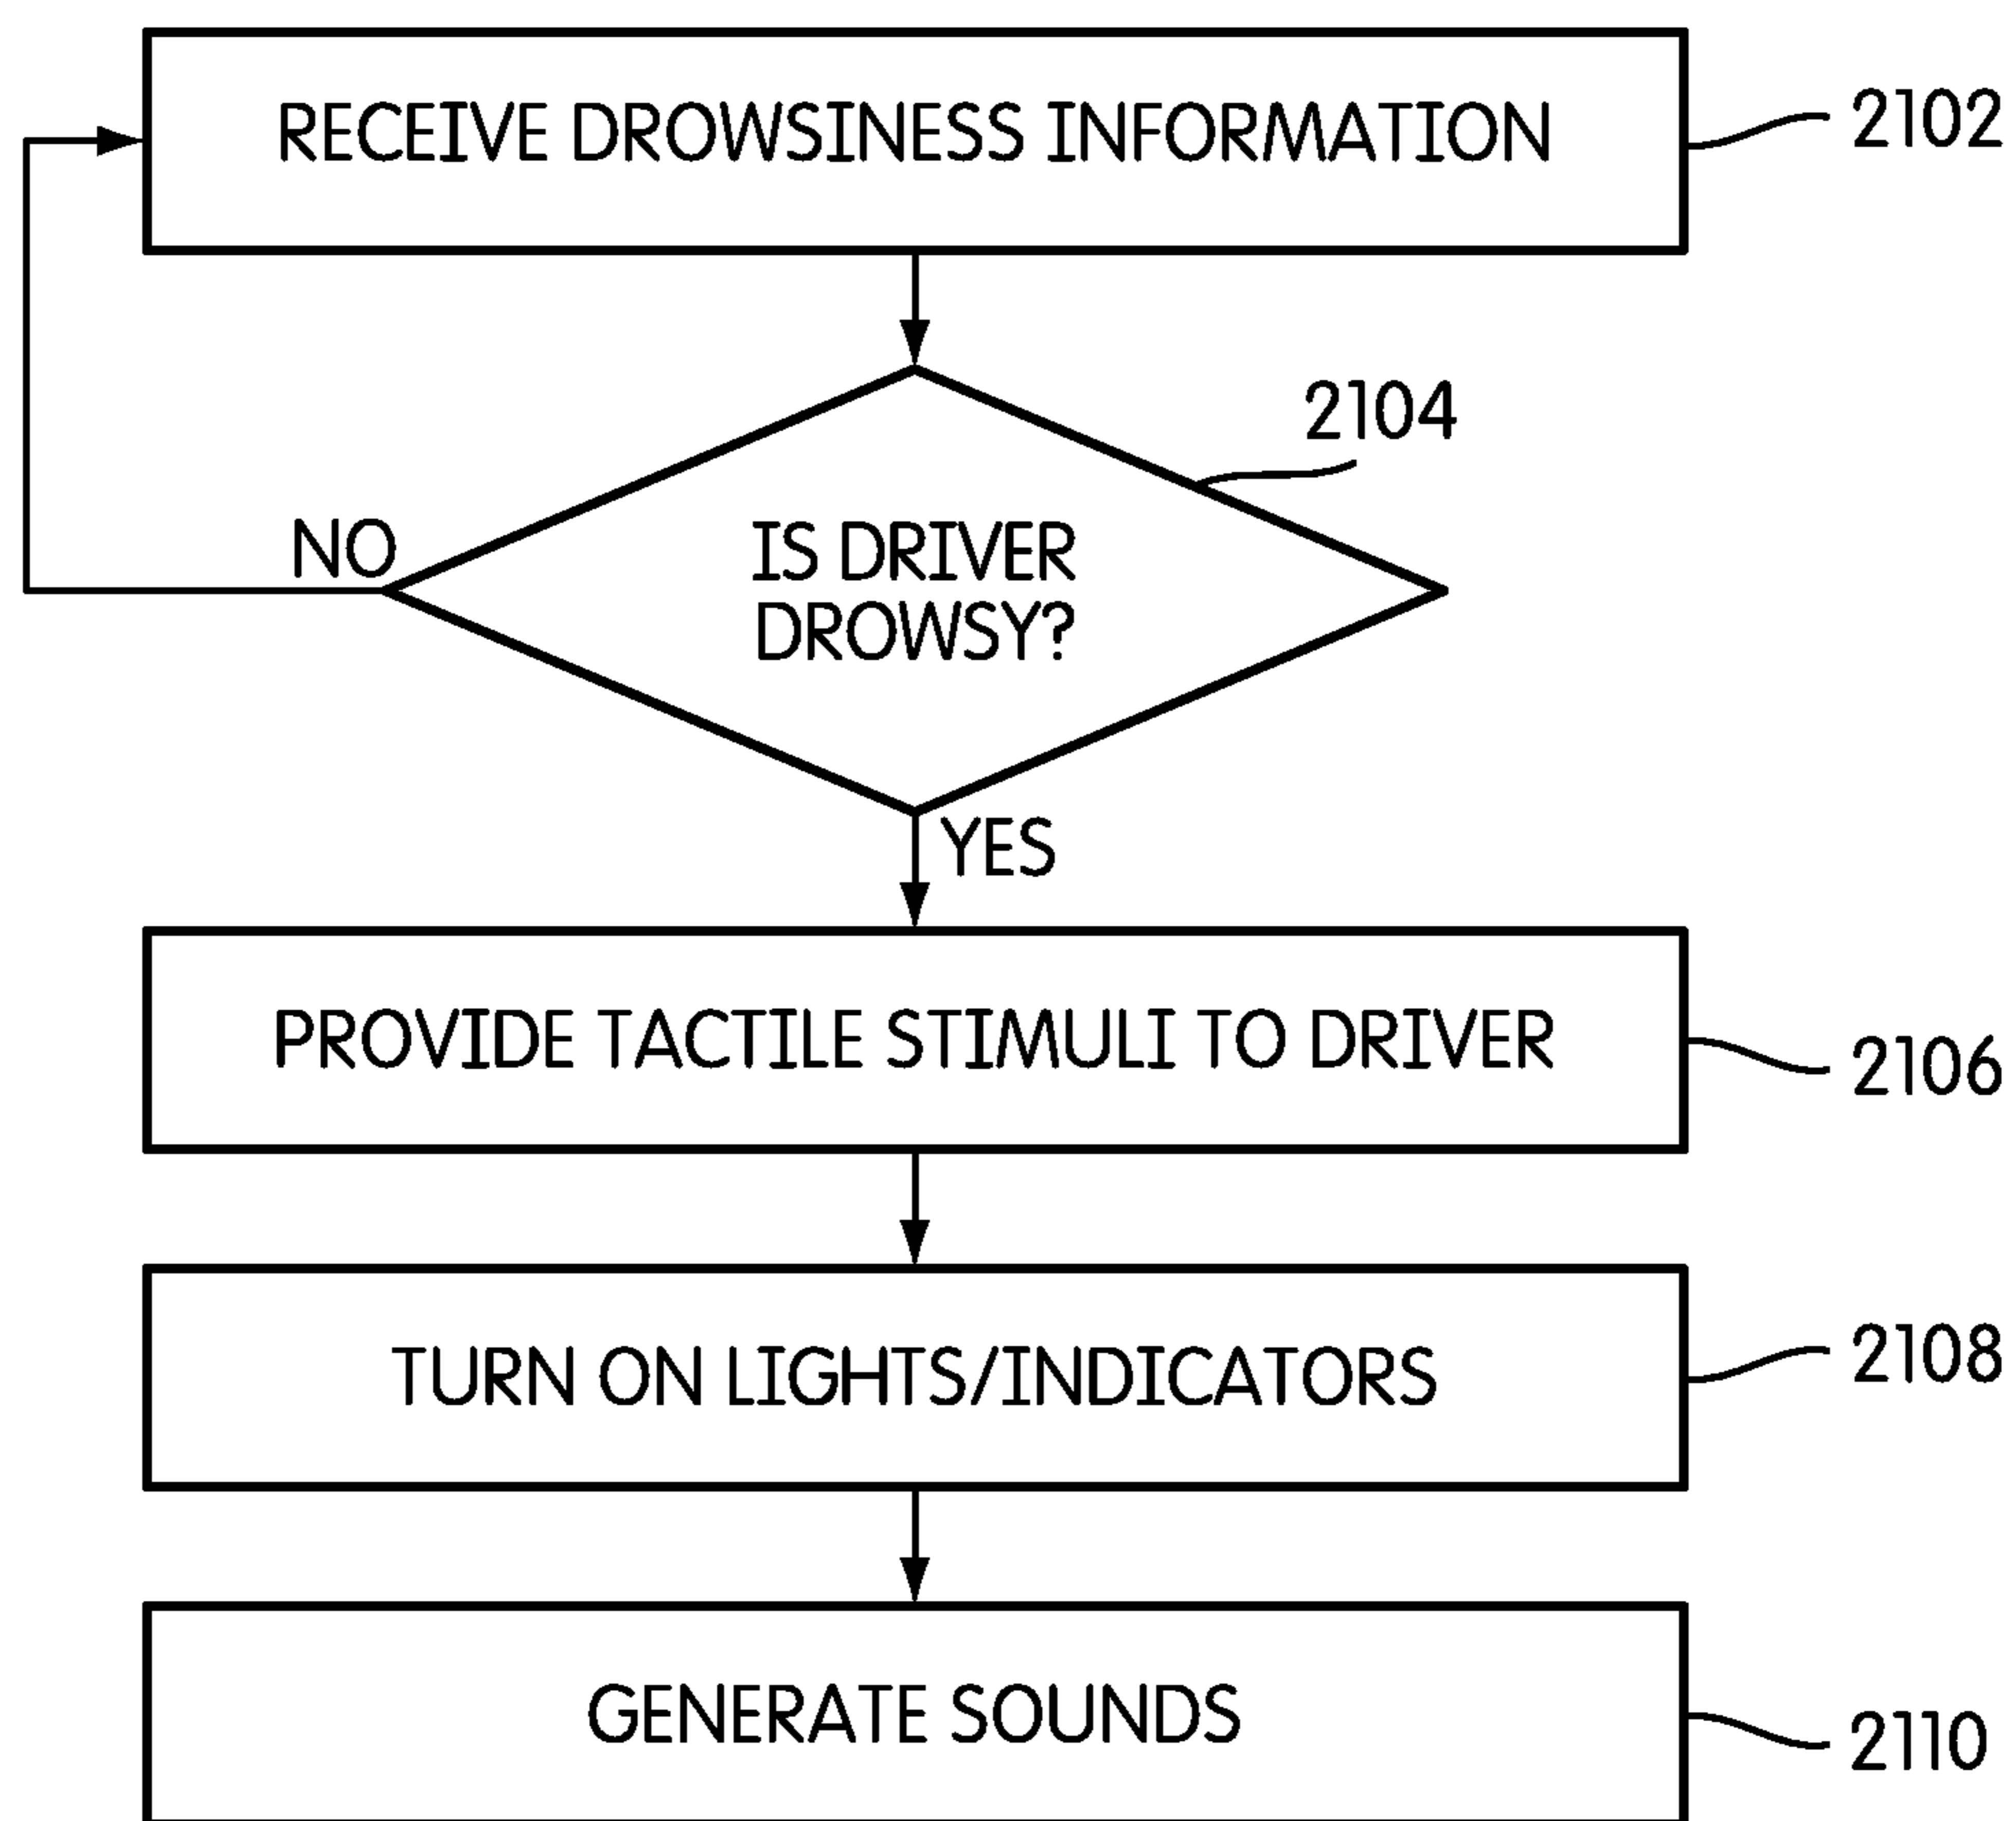 RECEIVE DROWSINESS INFORMATION
2102
2104
NO
IS DRIVER
DROWSY?
YES
PROVIDE TACTILE STIMULI TO DRIVER
2106
TURN ON LIGHTS/INDICATORS
2108
GENERATE SOUNDS
2110